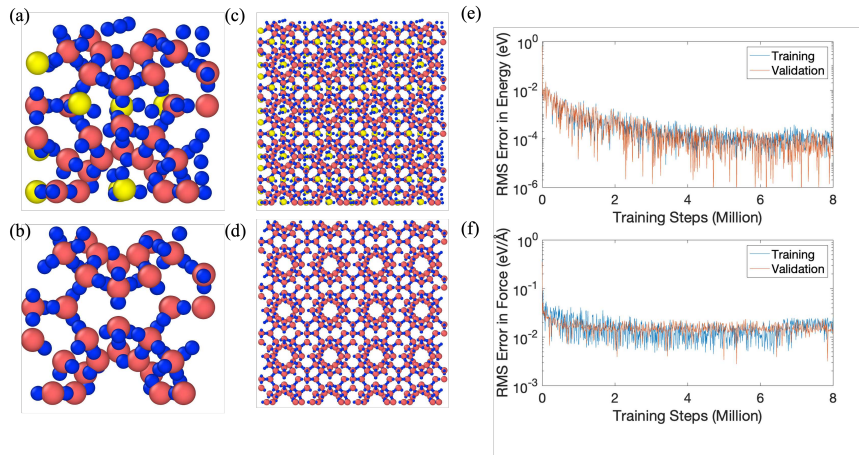 (a)
(b)
(c)
(d)
(e)
RMS Error in Energy (eV)
10^0
10^-2
10^-4
10^-6
Training
Validation
0
2
4
6
8
Training Steps (Million)
(f)
RMS Error in Force (eV/Å)
10^0
10^-1
10^-2
10^-3
Training
Validation
0
2
4
6
8
Training Steps (Million)